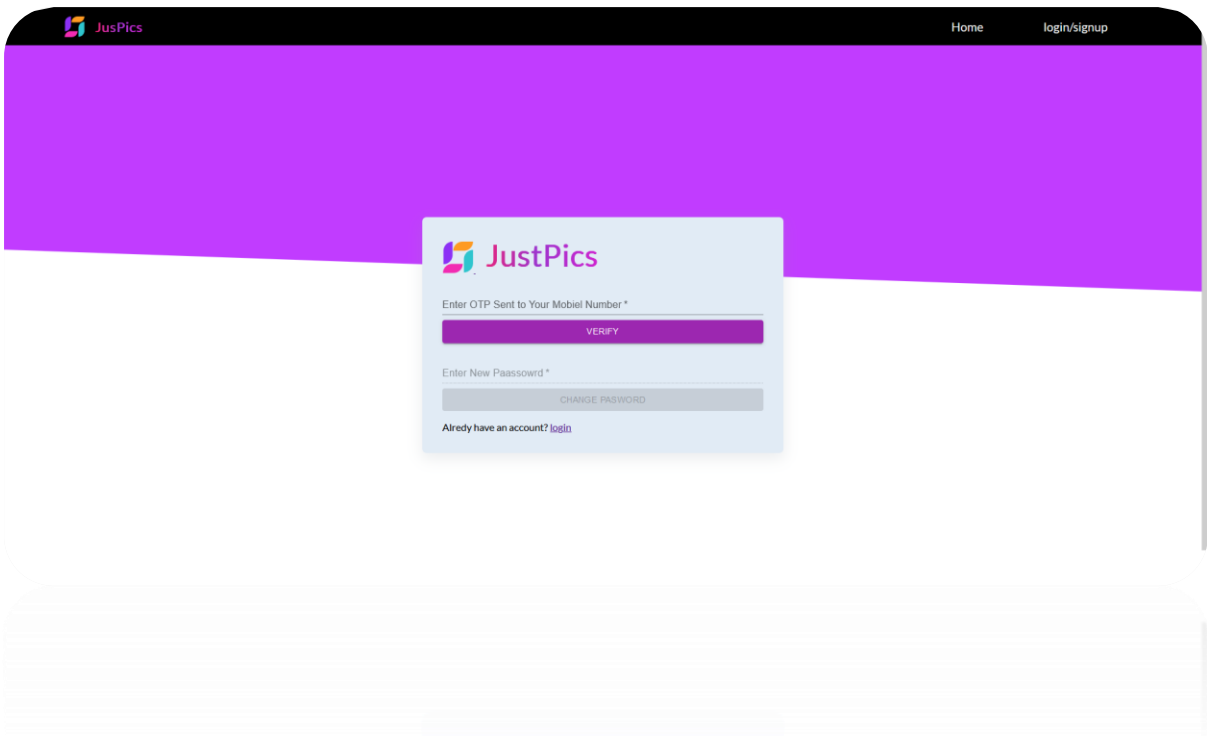 JusPics Home login/signup
JustPics
Enter OTP Sent to Your Mobiel Number *
VERIFY
Enter New Paassowrd *
CHANGE PASWORD
Alredy have an account? login